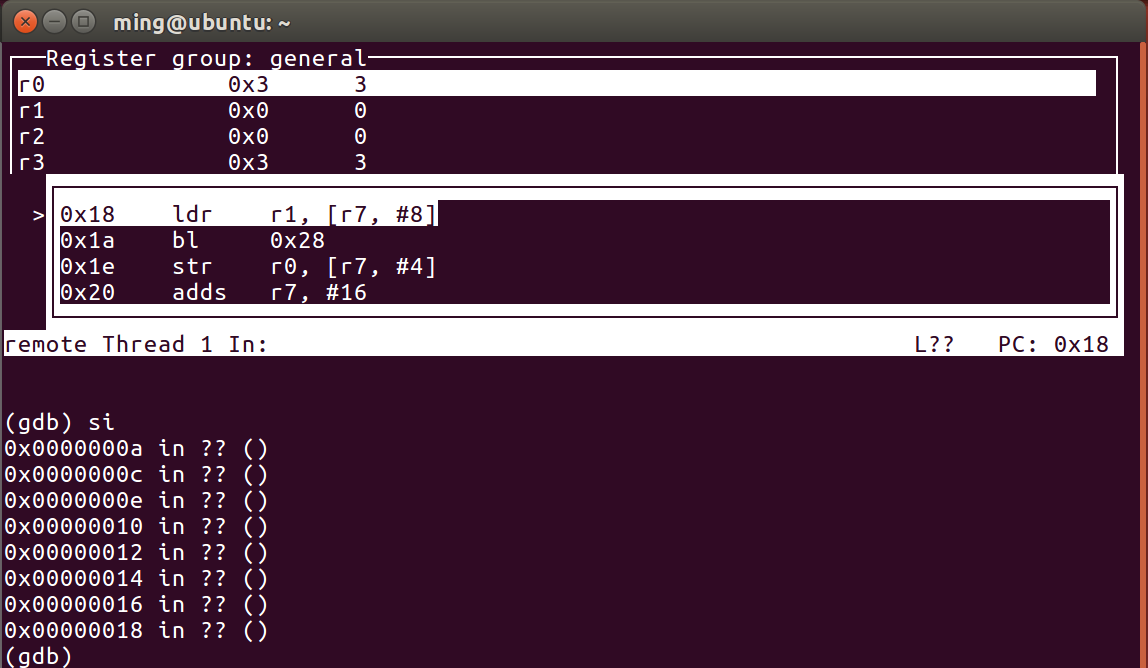 ming@ubuntu: ~
Register group: general
r0 0x3 3
r1 0x0 0
r2 0x0 0
r3 0x3 3
> 0x18 ldr r1, [r7, #8]
0x1a bl 0x28
0x1e str r0, [r7, #4]
0x20 adds r7, #16
remote Thread 1 In: L?? PC: 0x18
(gdb) si
0x0000000a in ?? ()
0x0000000c in ?? ()
0x0000000e in ?? ()
0x00000010 in ?? ()
0x00000012 in ?? ()
0x00000014 in ?? ()
0x00000016 in ?? ()
0x00000018 in ?? ()
(gdb)